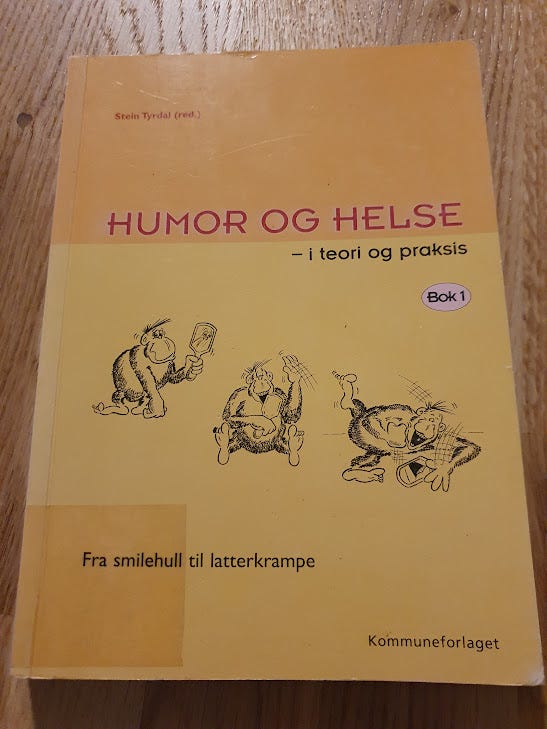 Stein Tyrdal (red.)
HUMOR OG HELSE
– i teori og praksis
Bok 1
Fra smilehull til latterkrampe
Kommuneforlaget